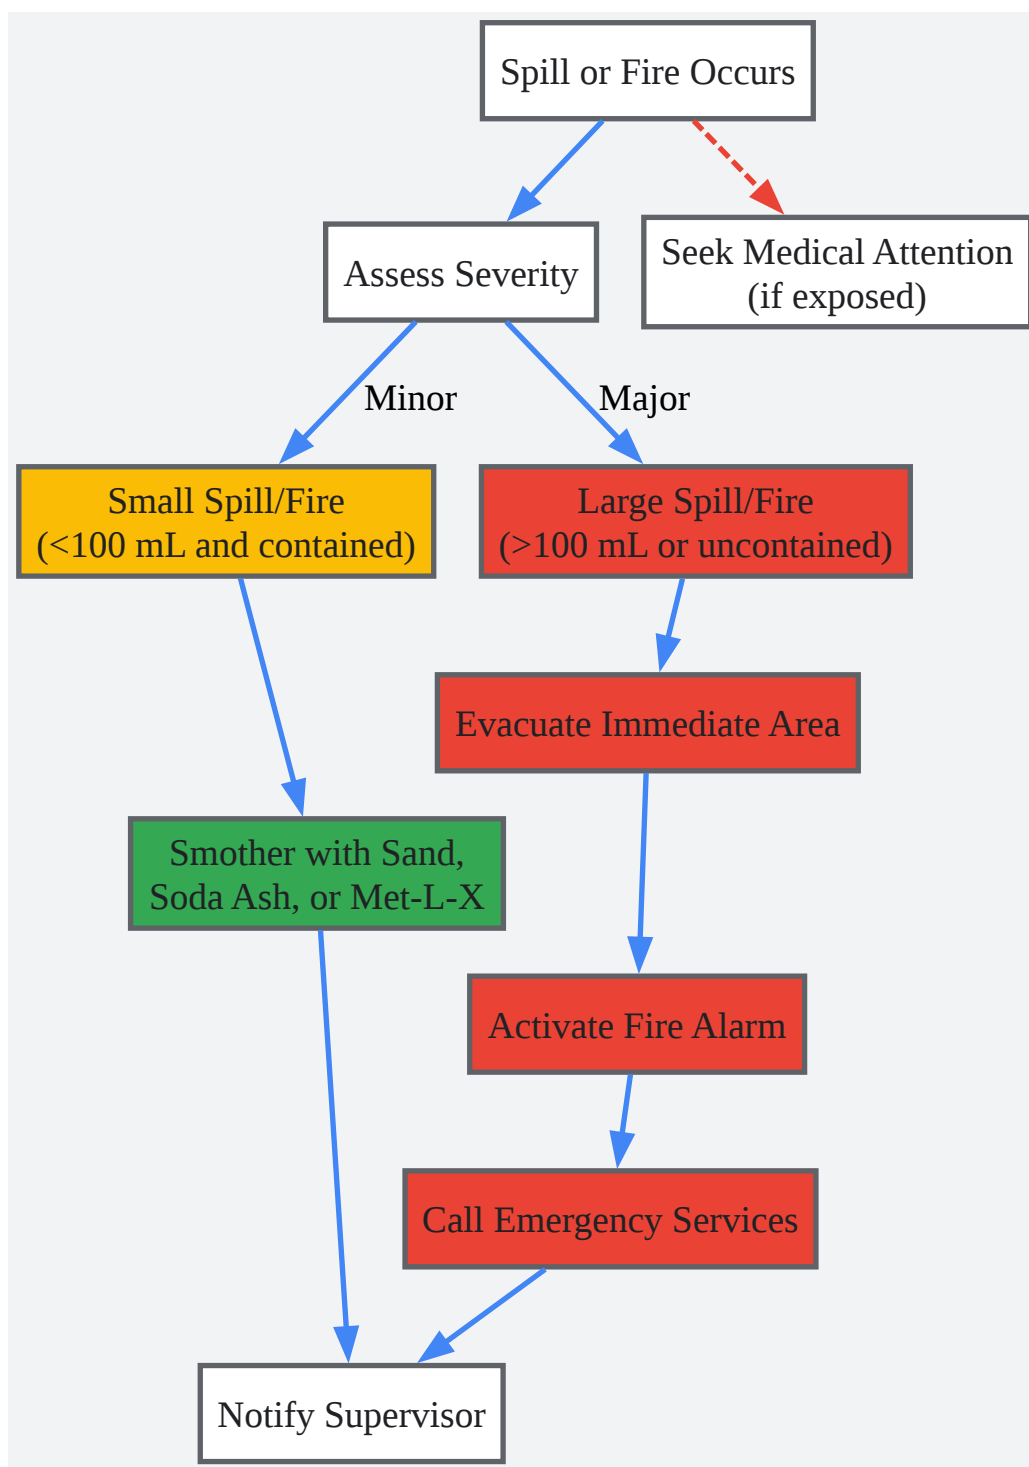 Spill or Fire Occurs
Seek Medical Attention
(if exposed)
Assess Severity
Minor
Major
Small Spill/Fire
(<100 mL and contained)
Large Spill/Fire
(>100 mL or uncontained)
Evacuate Immediate Area
Smother with Sand,
Soda Ash, or Met-L-X
Activate Fire Alarm
Call Emergency Services
Notify Supervisor